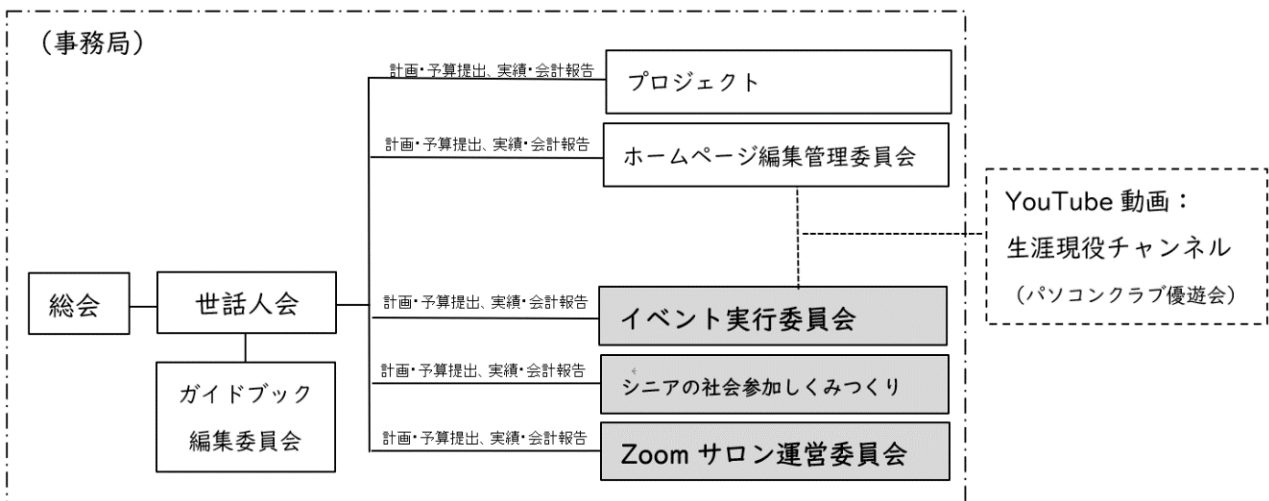 （事務局）
計画・予算提出、実績・会計報告
プロジェクト
計画・予算提出、実績・会計報告
ホームページ編集管理委員会
YouTube 動画：
生涯現役チャンネル
（パソコンクラブ優遊会）
総会
世話人会
計画・予算提出、実績・会計報告
イベント実行委員会
計画・予算提出、実績・会計報告
シニアの社会参加しくみつくり
ガイドブック
編集委員会
計画・予算提出、実績・会計報告
Zoom サロン運営委員会